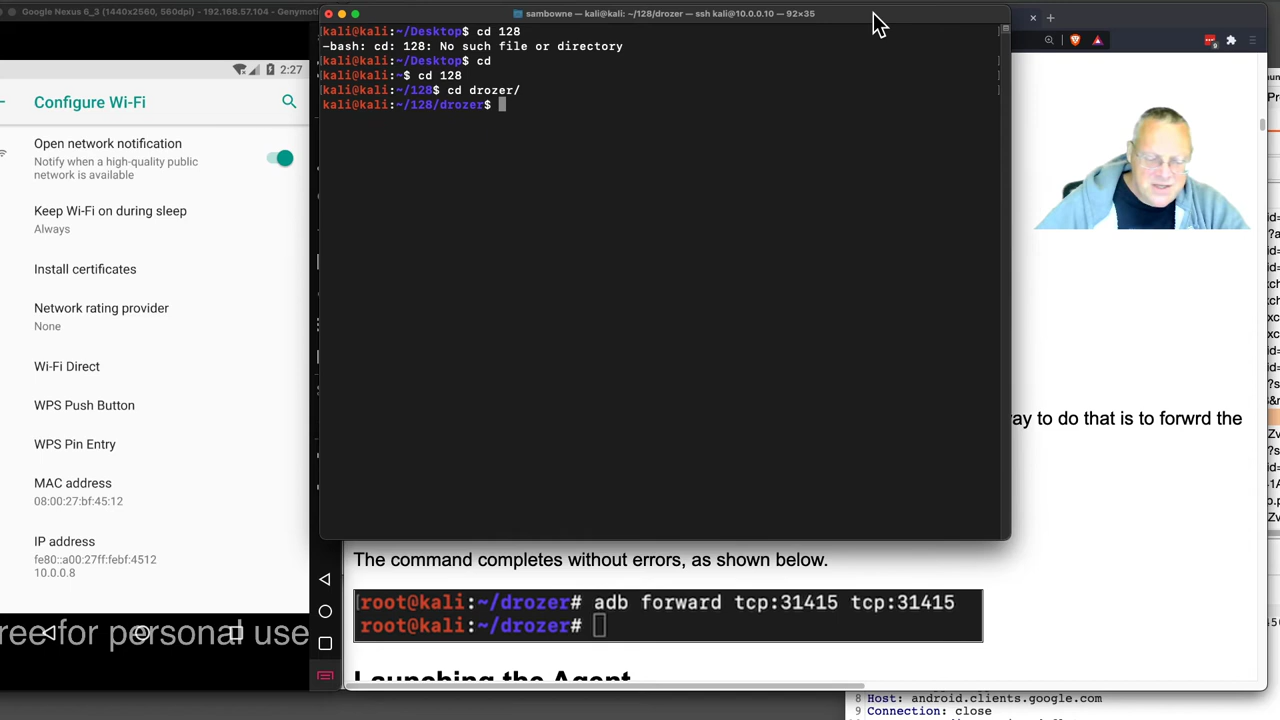 Google Nexus 6_3 (1440x2560, 560dpi) - 192.168.57.104 - Genymotion
2:27
Configure Wi-Fi
Open network notification
Notify when a high-quality public
network is available
Keep Wi-Fi on during sleep
Always
Install certificates
Network rating provider
None
Wi-Fi Direct
WPS Push Button
WPS Pin Entry
MAC address
08:00:27:bf:45:12
IP address
fe80::a00:27ff:febf:4512
10.0.0.8
ree for personal use
sambowne — kali@kali: ~/128/drozer — ssh kali@10.0.0.10 — 92×35
kali@kali:~/Desktop$ cd 128
-bash: cd: 128: No such file or directory
kali@kali:~/Desktop$ cd
kali@kali:~$ cd 128
kali@kali:~/128$ cd drozer/
kali@kali:~/128/drozer$
ay to do that is to forwrd the
The command completes without errors, as shown below.
root@kali:~/drozer# adb forward tcp:31415 tcp:31415
root@kali:~/drozer#
Launching the Agent
8 Host: android.clients.google.com
9 Connection: close